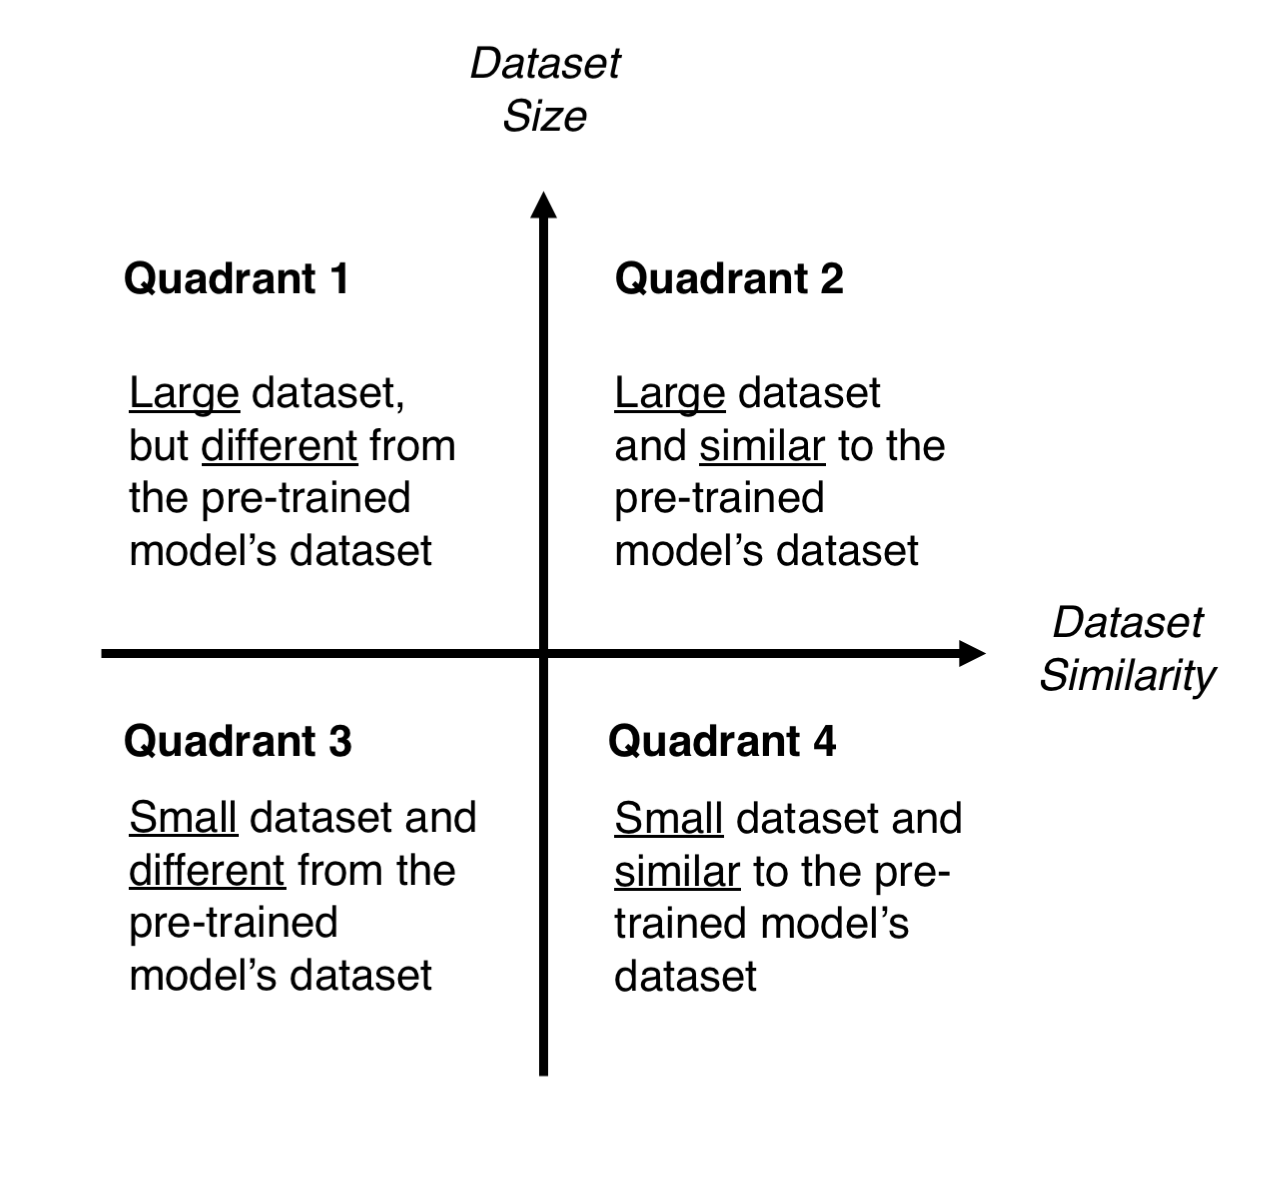 Dataset
Size
Quadrant 1
Large dataset,
but different from
the pre-trained
model’s dataset
Quadrant 2
Large dataset
and similar to the
pre-trained
model’s dataset
Dataset
Similarity
Quadrant 3
Small dataset and
different from the
pre-trained
model’s dataset
Quadrant 4
Small dataset and
similar to the pre-
trained model’s
dataset